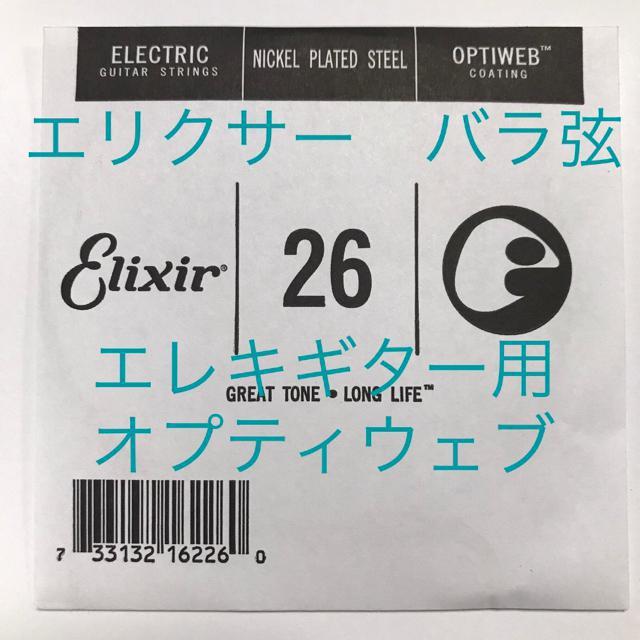 ELECTRIC
GUITAR STRINGS
NICKEL PLATED STEEL
OPTIWEB™
COATING
エリクサー　バラ弦
Elixir®
26
エレキギター用
GREAT TONE • LONG LIFE™
オプティウェブ
7 33132 16226 0